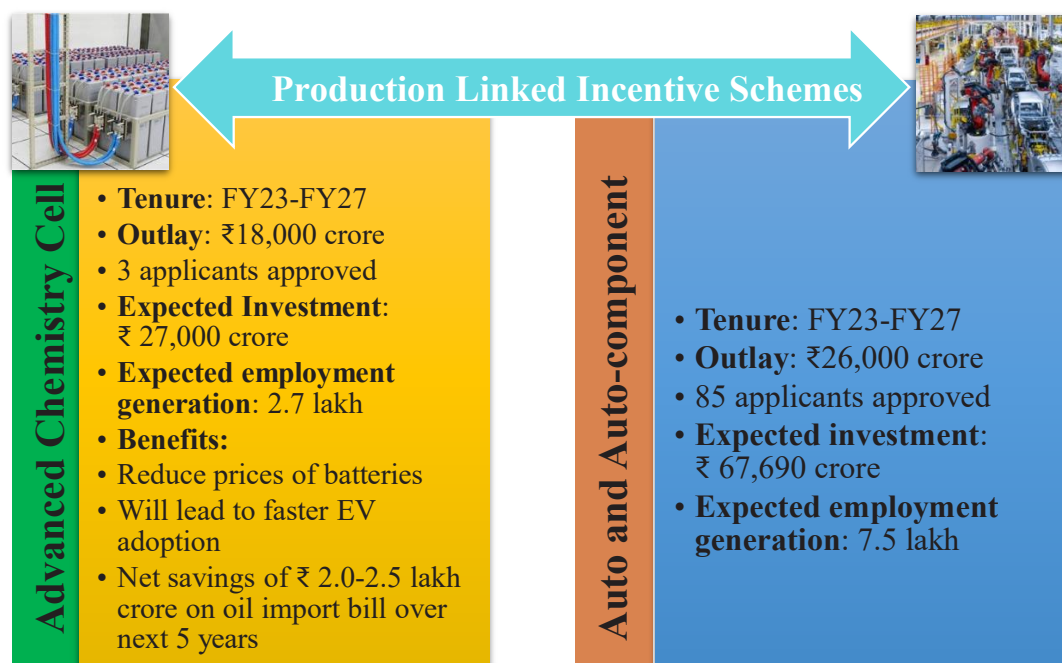 Production Linked Incentive Schemes
Advanced Chemistry Cell
• Tenure: FY23-FY27
• Outlay: ₹18,000 crore
• 3 applicants approved
• Expected Investment:
₹ 27,000 crore
• Expected employment
generation: 2.7 lakh
• Benefits:
• Reduce prices of batteries
• Will lead to faster EV
adoption
• Net savings of ₹ 2.0-2.5 lakh
crore on oil import bill over
next 5 years
Auto and Auto-component
• Tenure: FY23-FY27
• Outlay: ₹26,000 crore
• 85 applicants approved
• Expected investment:
₹ 67,690 crore
• Expected employment
generation: 7.5 lakh